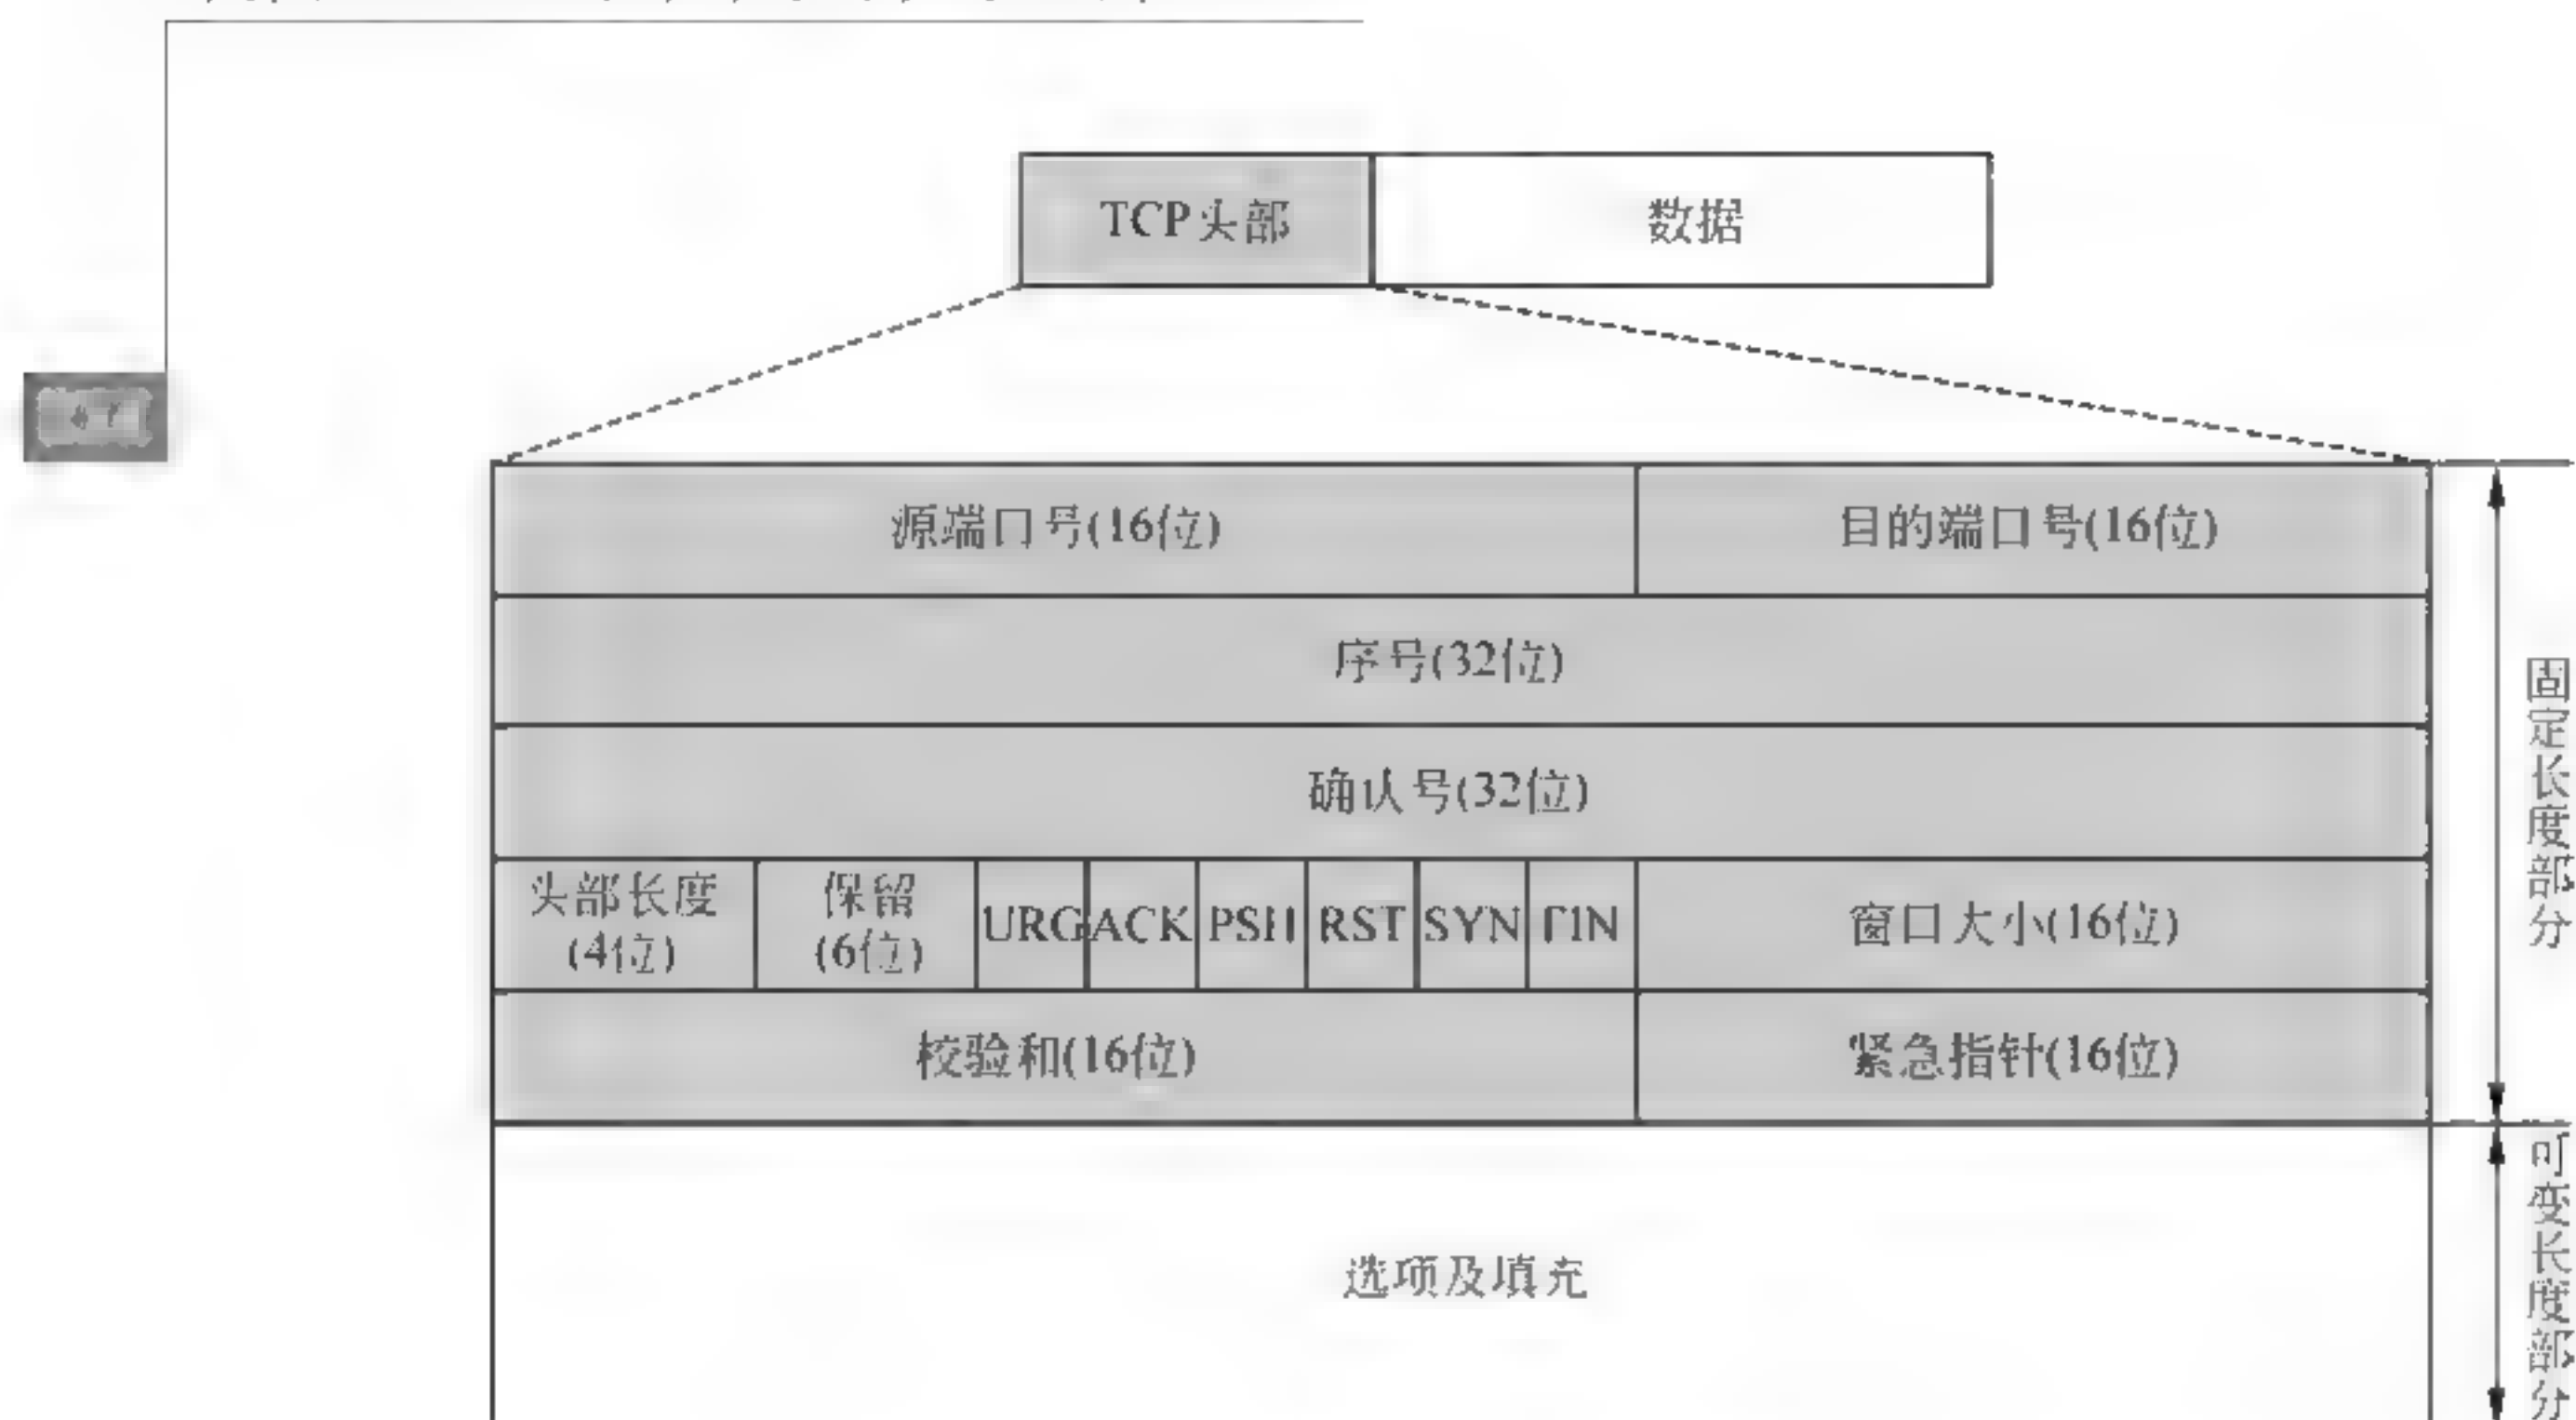 TCP头部 数据
源端口号(16位) 目的端口号(16位)
序号(32位)
确认号(32位)
头部长度(4位) 保留(6位) URG ACK PSH RST SYN FIN 窗口大小(16位)
校验和(16位) 紧急指针(16位)
选项及填充
固定长度部分
可变长度部分